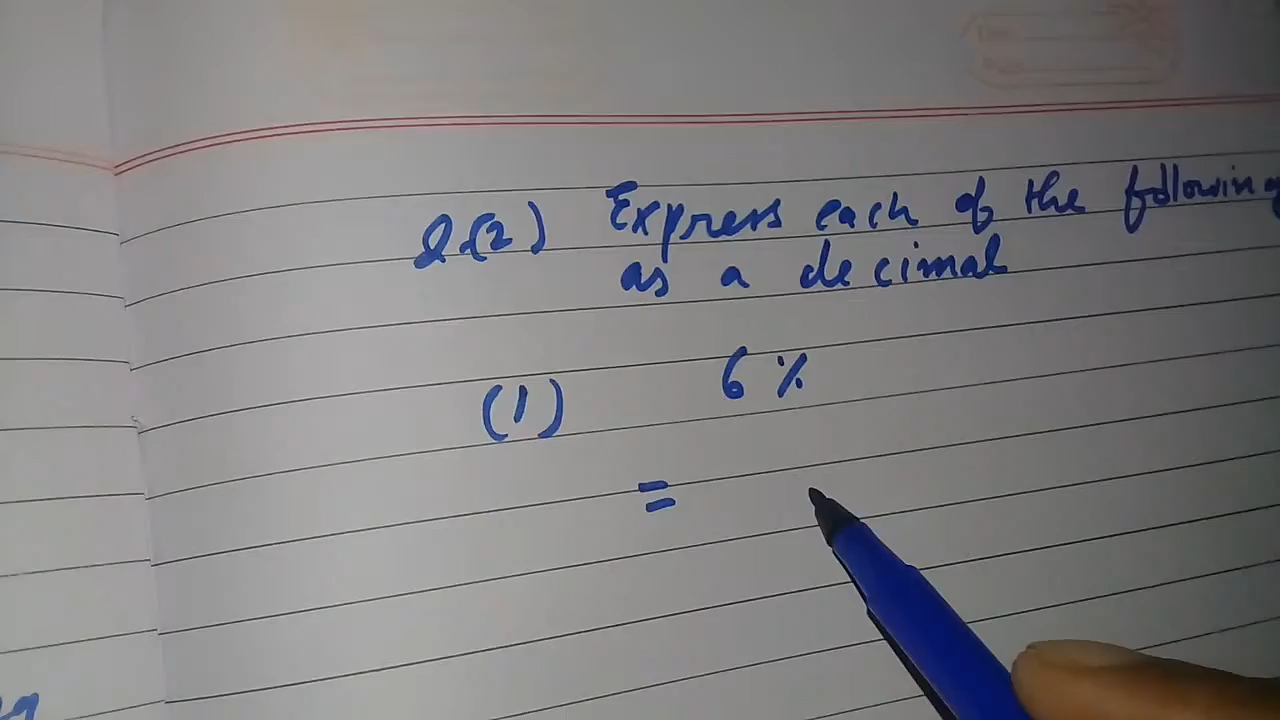 Q.(2) Express each of the following
as a decimal
(1) 6 %
=